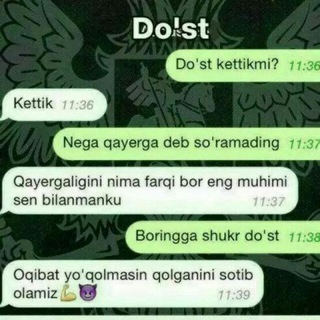 Do'st
Do'st kettikmi? 11:36
Kettik 11:36
Nega qayerga deb so'ramading 11:37
Qayergaligini nima farqi bor eng muhimi
sen bilanmanku 11:37
Boringga shukr do'st 11:38
Oqibat yo'qolmasin qolganini sotib
olamiz💪😈 11:39